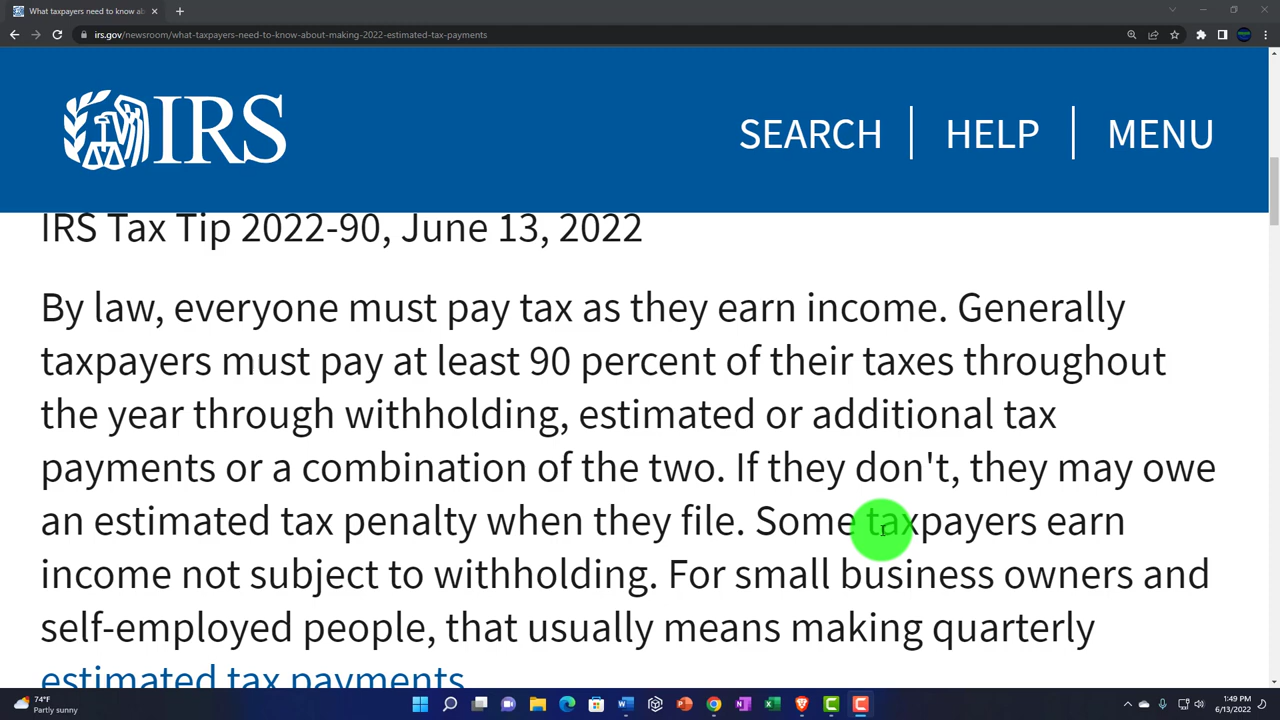 What taxpayers need to know ab
irs.gov/newsroom/what-taxpayers-need-to-know-about-making-2022-estimated-tax-payments
IRS
SEARCH
HELP
MENU
IRS Tax Tip 2022-90, June 13, 2022
By law, everyone must pay tax as they earn income. Generally
taxpayers must pay at least 90 percent of their taxes throughout
the year through withholding, estimated or additional tax
payments or a combination of the two. If they don't, they may owe
an estimated tax penalty when they file. Some taxpayers earn
income not subject to withholding. For small business owners and
self-employed people, that usually means making quarterly
estimated tax payments
74°F
Partly sunny
1:49 PM
6/13/2022